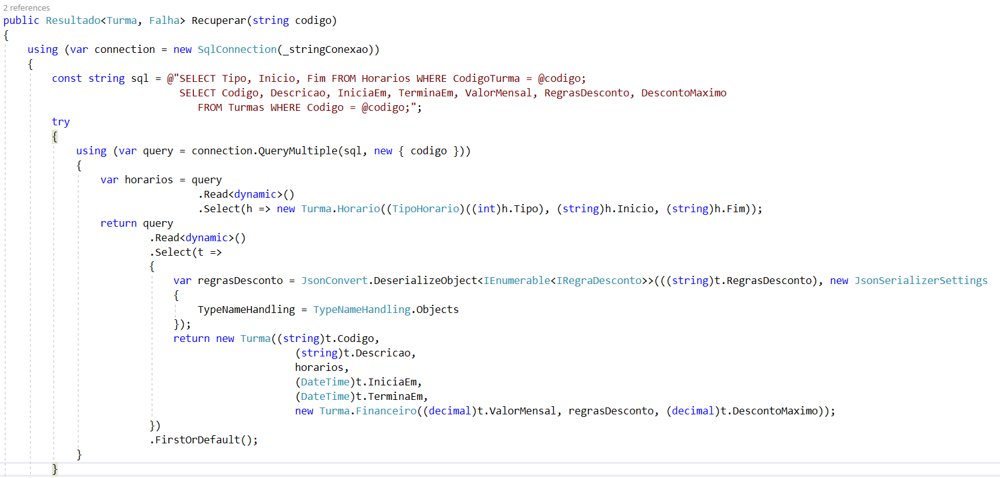 2 references
public Resultado<Turma, Falha> Recuperar(string codigo)
{
    using (var connection = new SqlConnection(_stringConexao))
    {
        const string sql = @"SELECT Tipo, Inicio, Fim FROM Horarios WHERE CodigoTurma = @codigo;
                             SELECT Codigo, Descricao, IniciaEm, TerminaEm, ValorMensal, RegrasDesconto, DescontoMaximo
                                FROM Turmas WHERE Codigo = @codigo;";
        try
        {
            using (var query = connection.QueryMultiple(sql, new { codigo }))
            {
                var horarios = query
                                .Read<dynamic>()
                                .Select(h => new Turma.Horario((TipoHorario)((int)h.Tipo), (string)h.Inicio, (string)h.Fim));
                return query
                        .Read<dynamic>()
                        .Select(t =>
                        {
                            var regrasDesconto = JsonConvert.DeserializeObject<IEnumerable<IRegraDesconto>>(((string)t.RegrasDesconto), new JsonSerializerSettings
                            {
                                TypeNameHandling = TypeNameHandling.Objects
                            });
                            return new Turma((string)t.Codigo,
                                                (string)t.Descricao,
                                                horarios,
                                                (DateTime)t.IniciaEm,
                                                (DateTime)t.TerminaEm,
                                                new Turma.Financeiro((decimal)t.ValorMensal, regrasDesconto, (decimal)t.DescontoMaximo));
                        })
                        .FirstOrDefault();
            }
        }